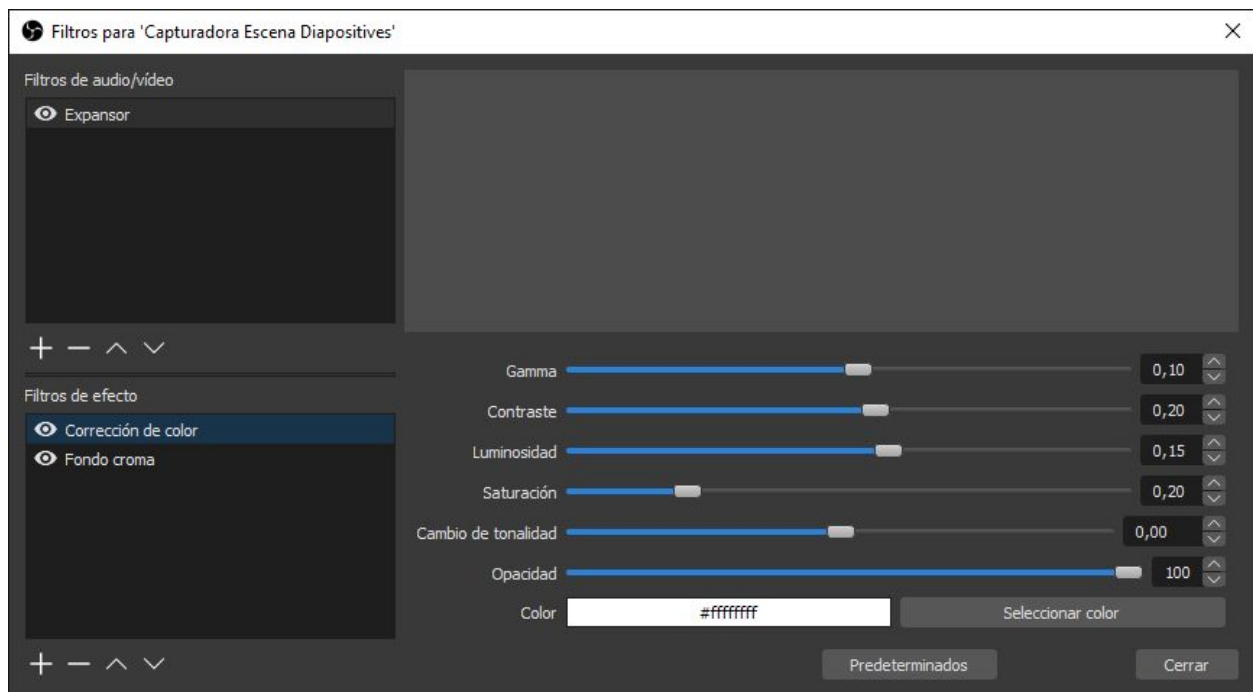 Filtros para 'Capturadora Escena Diapositives'
Filtros de audio/vídeo
Expansor
Filtros de efecto
Corrección de color
Fondo croma
Gamma 0,10
Contraste 0,20
Luminosidad 0,15
Saturación 0,20
Cambio de tonalidad 0,00
Opacidad 100
Color #ffffffff Seleccionar color
Predeterminados Cerrar